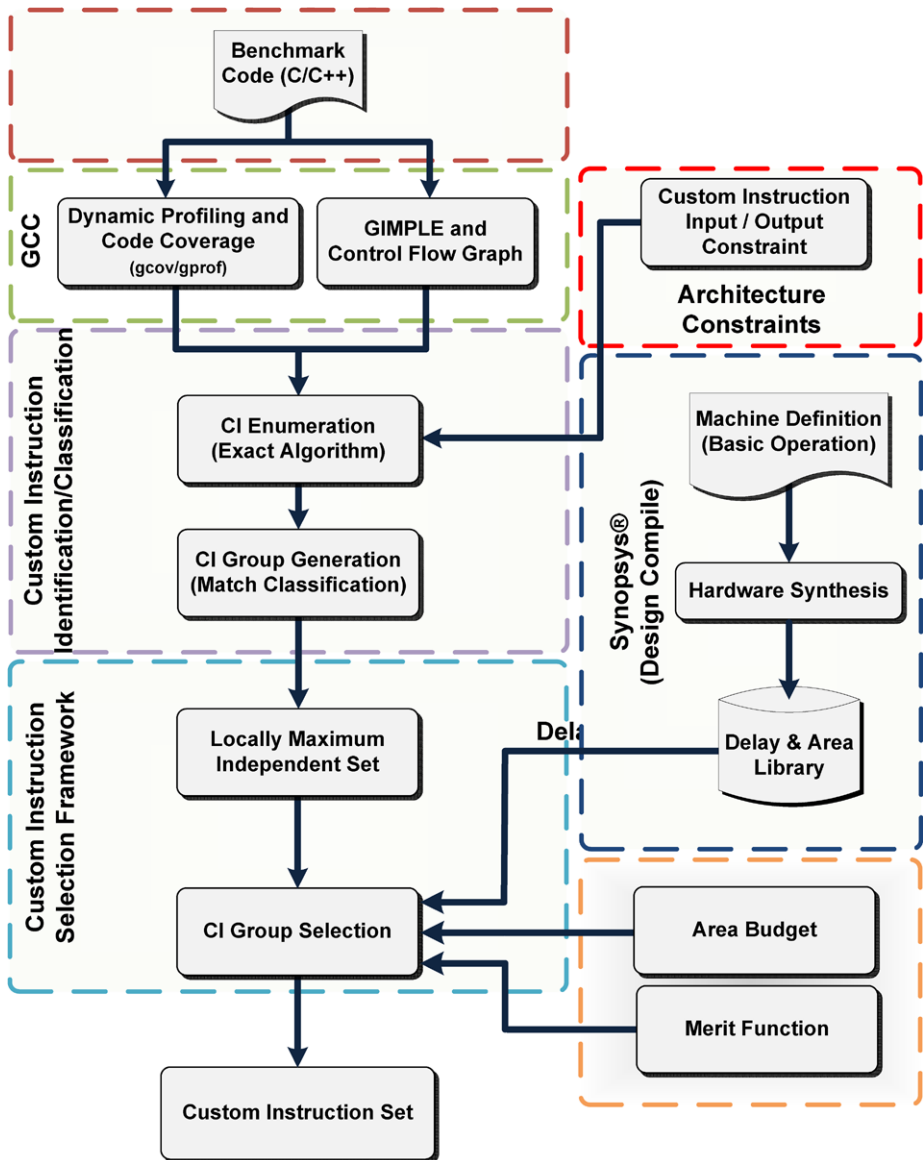 Benchmark
Code (C/C++)
GCC
Dynamic Profiling and
Code Coverage
(gcov/gprof)
GIMPLE and
Control Flow Graph
Custom Instruction
Input / Output
Constraint
Architecture
Constraints
Custom Instruction
Identification/Classification
CI Enumeration
(Exact Algorithm)
CI Group Generation
(Match Classification)
Synopsys®
(Design Compile)
Machine Definition
(Basic Operation)
Hardware Synthesis
Delay & Area
Library
Custom Instruction
Selection Framework
Locally Maximum
Independent Set
CI Group Selection
Area Budget
Merit Function
Custom Instruction Set